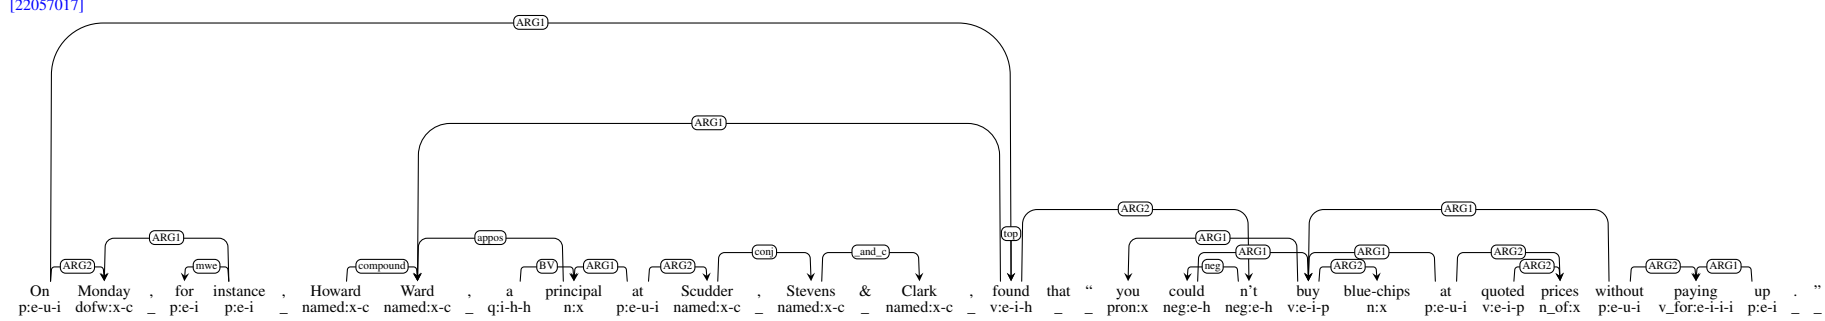 [22057017]
ARG1
ARG1
ARG2 ARG1
top
ARG1 appos conj _and_c ARG1 ARG1 ARG1 ARG2
ARG2 mwe compound BV ARG1 ARG2 neg ARG2 ARG2 ARG2 ARG1
On Monday , for instance , Howard Ward , a principal at Scudder , Stevens & Clark , found that “ you could n't buy blue-chips at quoted prices without paying up . ”
p:e-u-i dofw:x-c _ p:e-i p:e-i _ named:x-c named:x-c _ q:i-h-h n:x p:e-u-i named:x-c _ named:x-c _ named:x-c _ v:e-i-h _ _ pron:x neg:e-h neg:e-h v:e-i-p n:x p:e-u-i v:e-i-p n_of:x p:e-u-i v_for:e-i-i-i p:e-i _ _